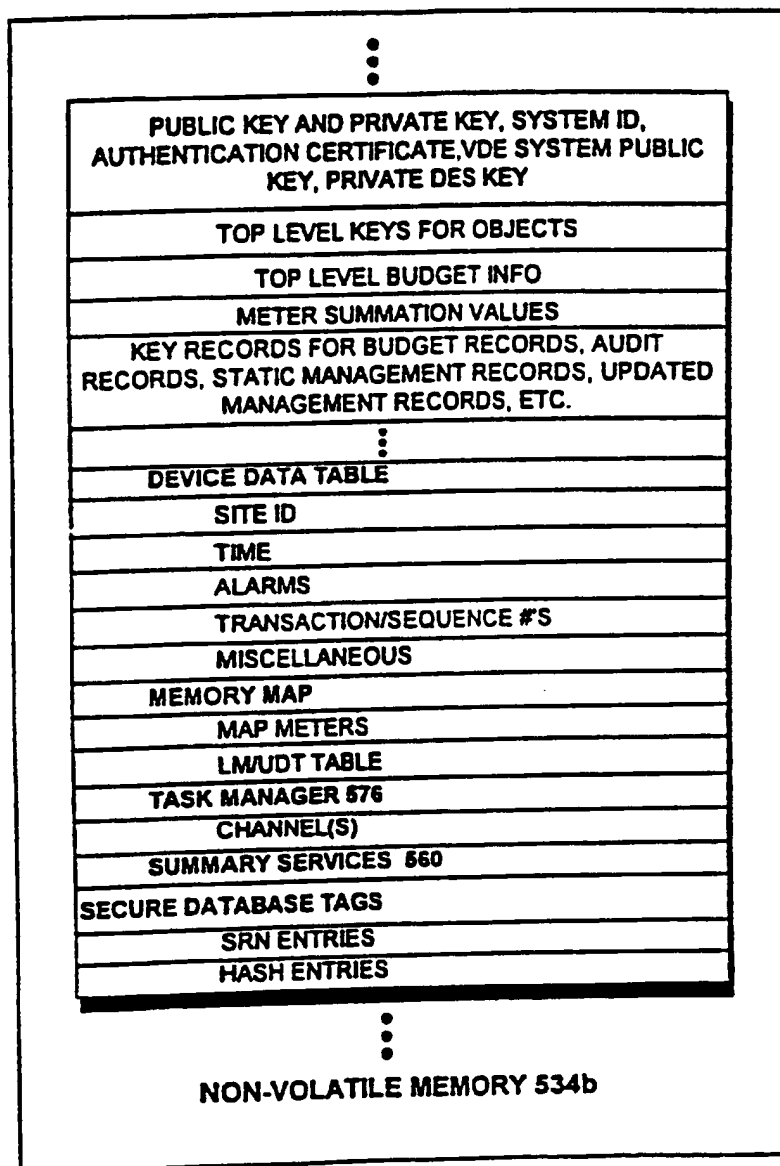 PUBLIC KEY AND PRIVATE KEY, SYSTEM ID,
AUTHENTICATION CERTIFICATE,VDE SYSTEM PUBLIC
KEY, PRIVATE DES KEY
TOP LEVEL KEYS FOR OBJECTS
TOP LEVEL BUDGET INFO
METER SUMMATION VALUES
KEY RECORDS FOR BUDGET RECORDS, AUDIT
RECORDS, STATIC MANAGEMENT RECORDS, UPDATED
MANAGEMENT RECORDS, ETC.
DEVICE DATA TABLE
SITE ID
TIME
ALARMS
TRANSACTION/SEQUENCE #'S
MISCELLANEOUS
MEMORY MAP
MAP METERS
LM/UDT TABLE
TASK MANAGER 576
CHANNEL(S)
SUMMARY SERVICES 560
SECURE DATABASE TAGS
SRN ENTRIES
HASH ENTRIES
NON-VOLATILE MEMORY 534b